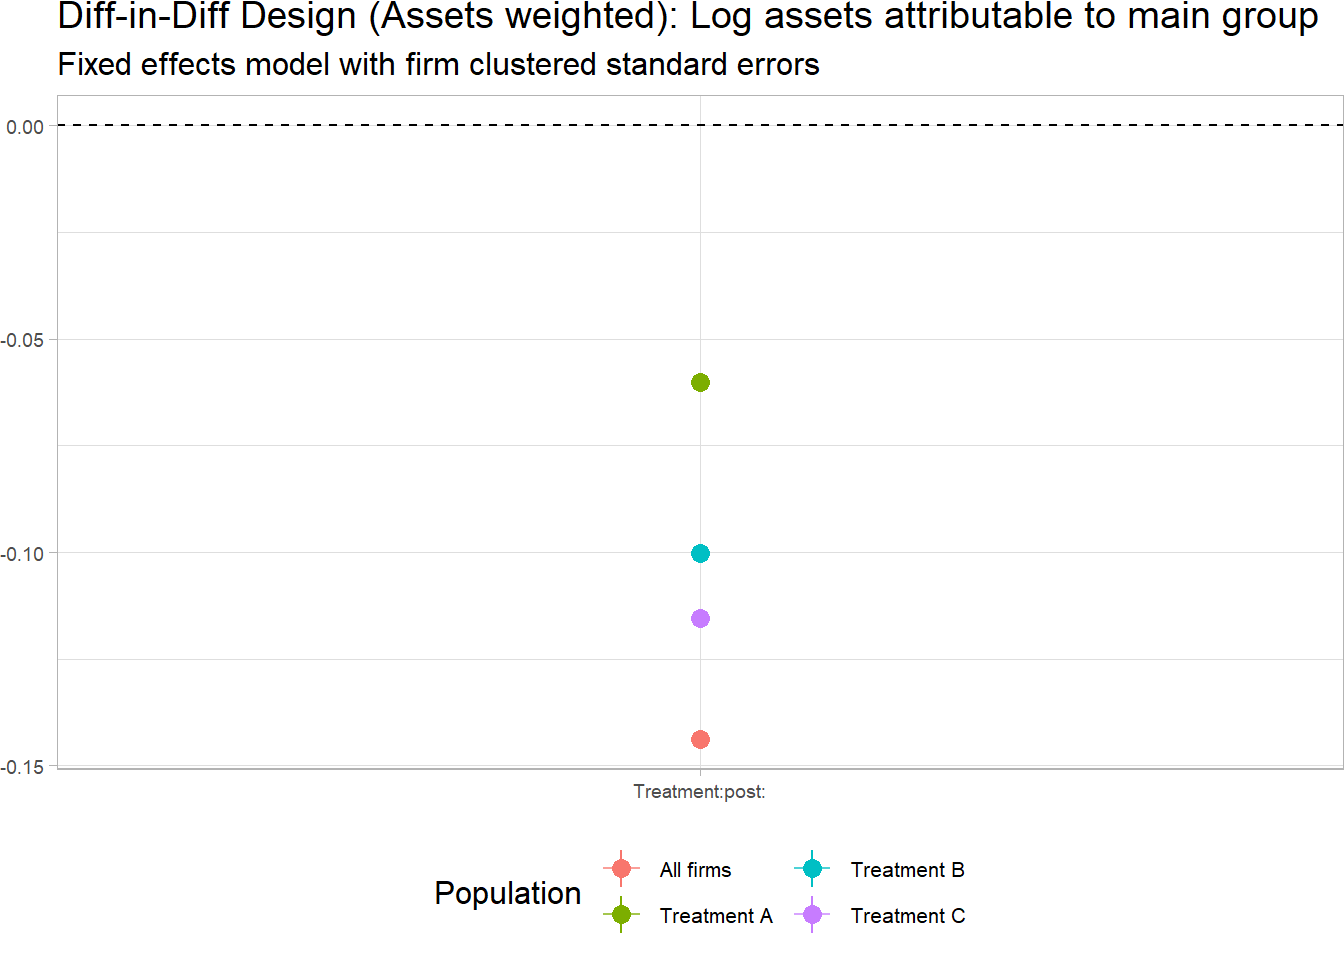 Diff-in-Diff Design (Assets weighted): Log assets attributable to main group
Fixed effects model with firm clustered standard errors
0.00
-0.05
-0.10
-0.15
Treatment:post:
Population
All firms
Treatment B
Treatment A
Treatment C